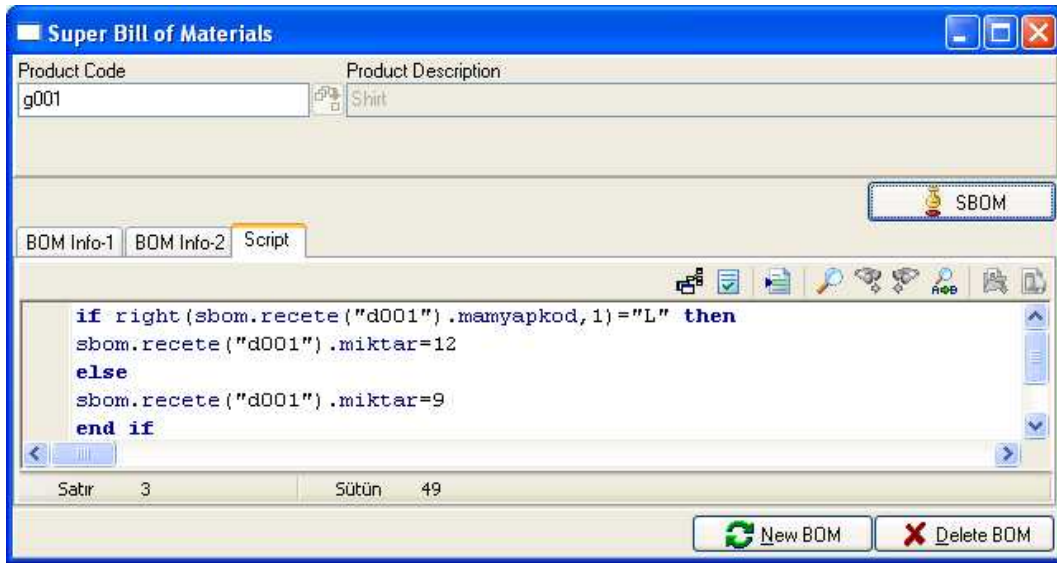 Super Bill of Materials
Product Code
Product Description
g001
Shirt
SBOM
BOM Info-1
BOM Info-2
Script
A⇒B
if right(sbom.recete("d001").mamyapkod,1)="L" then
sbom.recete("d001").miktar=12
else
sbom.recete("d001").miktar=9
end if
Satır 3 Sütün 49
New BOM
Delete BOM